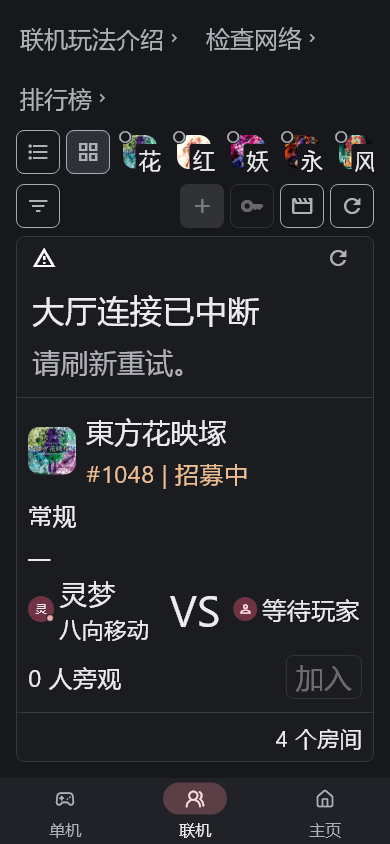 联机玩法介绍
检查网络
排行榜
花
红
妖
永
风
大厅连接已中断
请刷新重试。
東方花映塚
#1048 | 招募中
常规
—
灵
灵梦
八向移动
VS
等待玩家
0 人旁观
加入
4 个房间
单机
联机
主页